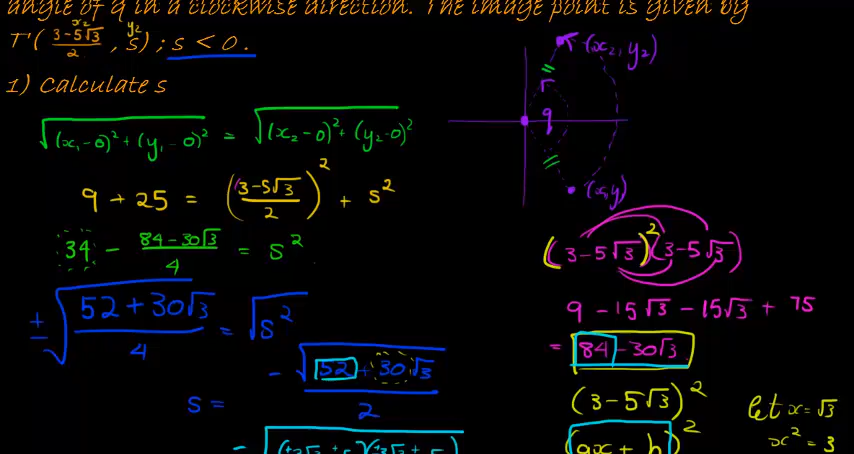 angle of q in a clockwise direction. The image point is given by
x₂ y₂
T'( (3-5√3)/2 , s) ; s < 0.
1) Calculate s
√((x₁-0)²+(y₁-0)²) = √((x₂-0)²+(y₂-0)²)
9 + 25 = ((3-5√3)/2)² + s²
34 - (84-30√3)/4 = s²
± √((52+30√3)/4) = √s²
s = - √(52 + 30√3)/2
(x₂, y₂)
r
q
(x, y)
(3-5√3)²(3-5√3)
9 - 15√3 - 15√3 + 75
= 84 - 30√3
(3-5√3)²
(ax + b)²
let x = √3
x² = 3